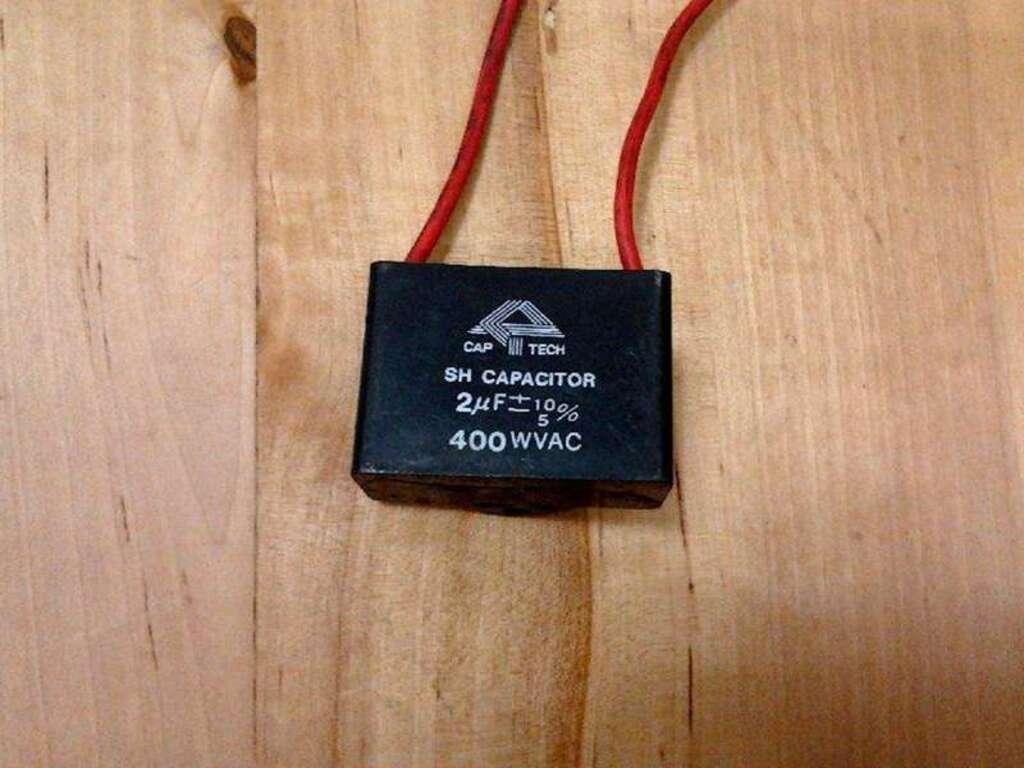 CAP TECH
SH CAPACITOR
2µF ± 10%
5
400WVAC